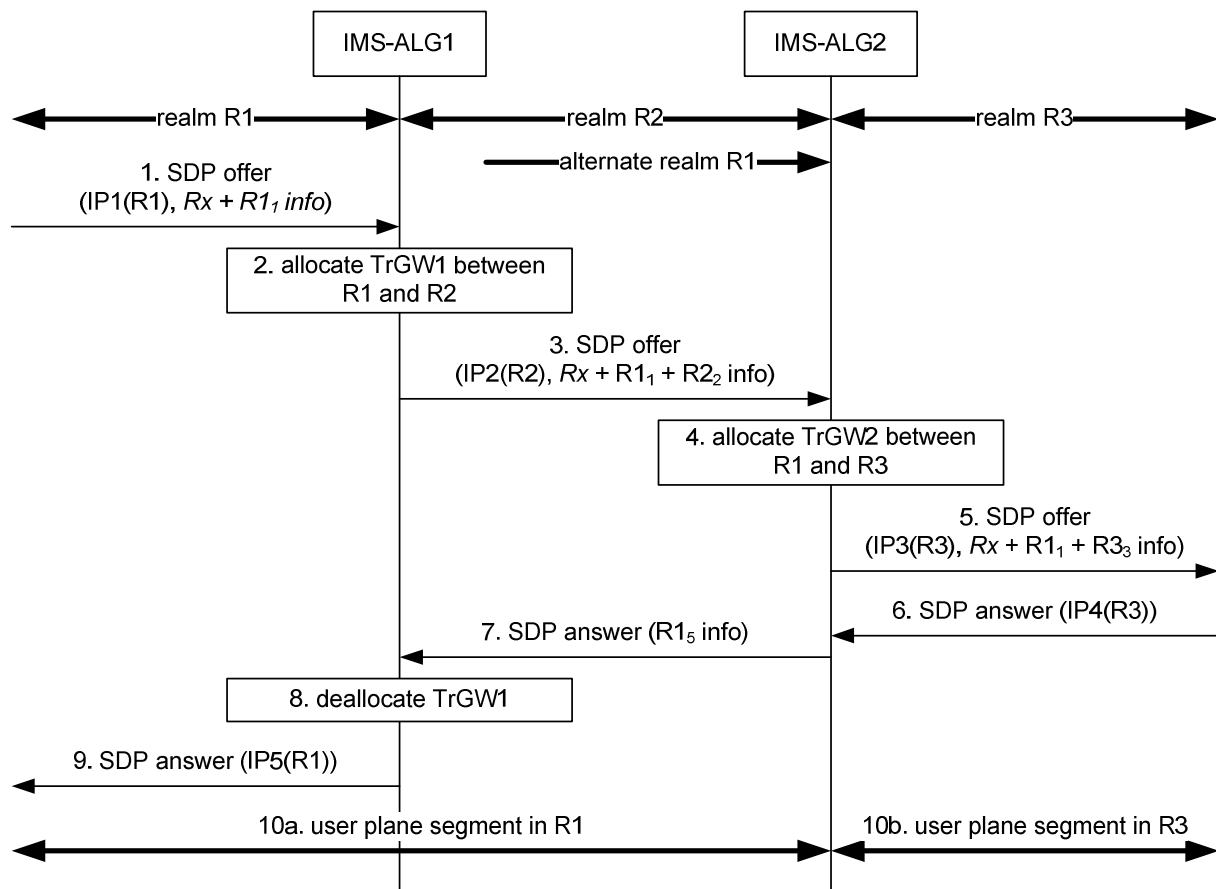 IMS-ALG1
IMS-ALG2
realm R1
realm R2
realm R3
alternate realm R1
1. SDP offer
(IP1(R1), Rx + R1₁ info)
2. allocate TrGW1 between
R1 and R2
3. SDP offer
(IP2(R2), Rx + R1₁ + R2₂ info)
4. allocate TrGW2 between
R1 and R3
5. SDP offer
(IP3(R3), Rx + R1₁ + R3₃ info)
6. SDP answer (IP4(R3))
7. SDP answer (R1₅ info)
8. deallocate TrGW1
9. SDP answer (IP5(R1))
10a. user plane segment in R1
10b. user plane segment in R3